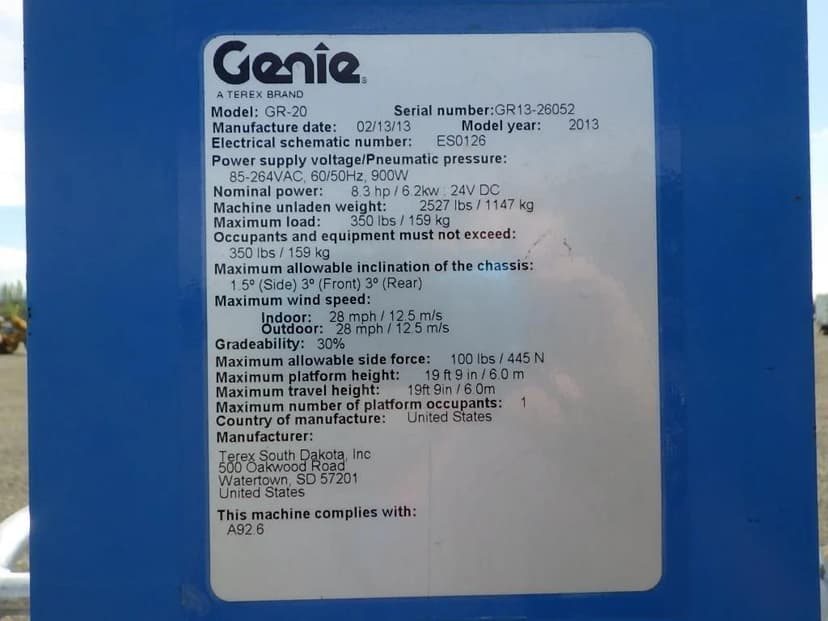 Genie
A TEREX BRAND
Model: GR-20 Serial number:GR13-26052
Manufacture date: 02/13/13 Model year: 2013
Electrical schematic number: ES0126
Power supply voltage/Pneumatic pressure:
85-264VAC, 60/50Hz, 900W
Nominal power: 8.3 hp / 6.2kw : 24V DC
Machine unladen weight: 2527 lbs / 1147 kg
Maximum load: 350 lbs / 159 kg
Occupants and equipment must not exceed:
350 lbs / 159 kg
Maximum allowable inclination of the chassis:
1.5º (Side) 3º (Front) 3º (Rear)
Maximum wind speed:
Indoor: 28 mph / 12.5 m/s
Outdoor: 28 mph / 12.5 m/s
Gradeability: 30%
Maximum allowable side force: 100 lbs / 445 N
Maximum platform height: 19 ft 9 in / 6.0 m
Maximum travel height: 19ft 9in / 6.0m
Maximum number of platform occupants: 1
Country of manufacture: United States
Manufacturer:
Terex South Dakota, Inc
500 Oakwood Road
Watertown, SD 57201
United States
This machine complies with:
A92.6